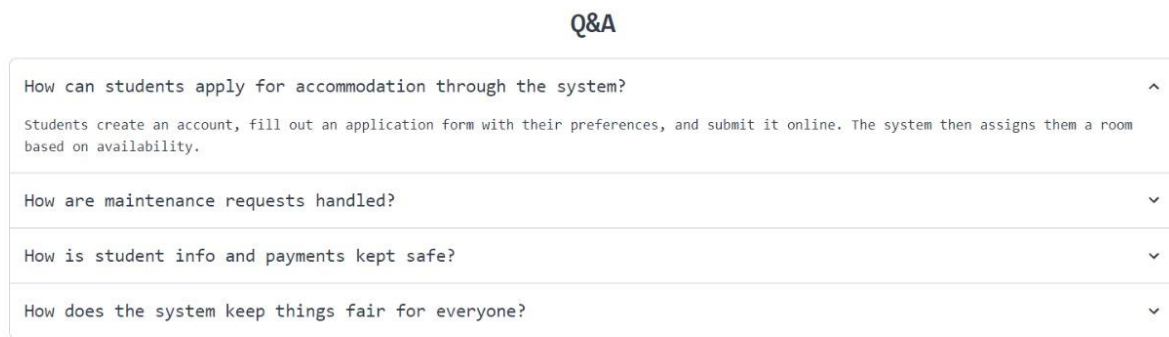 Q&A
How can students apply for accommodation through the system?
Students create an account, fill out an application form with their preferences, and submit it online. The system then assigns them a room
based on availability.
How are maintenance requests handled?
How is student info and payments kept safe?
How does the system keep things fair for everyone?